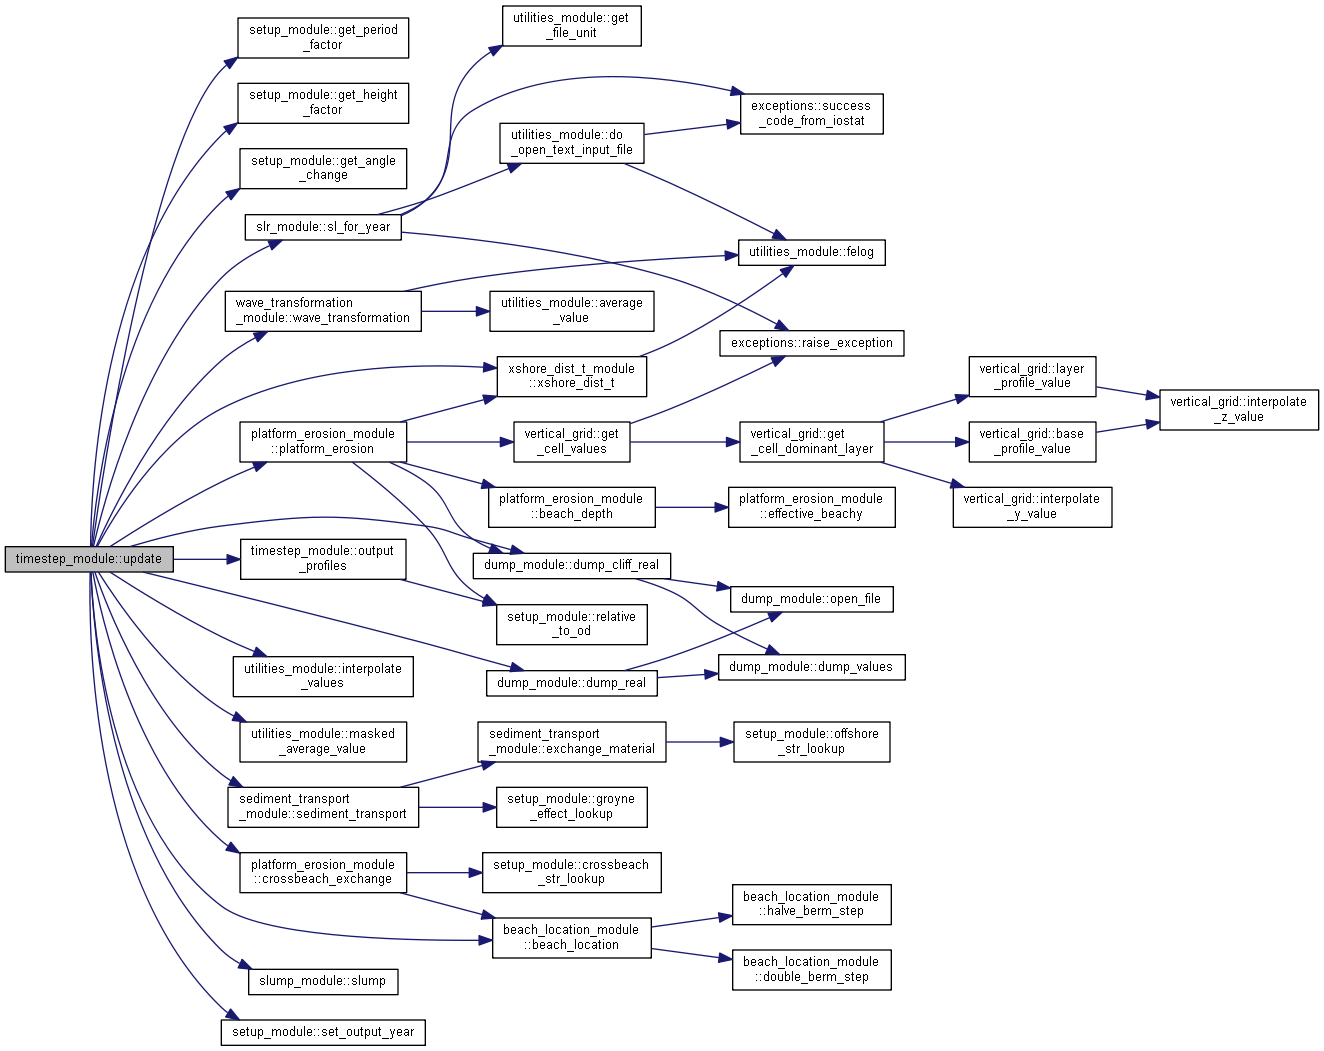 timestep_module::update
setup_module::get_period
_factor
setup_module::get_height
_factor
setup_module::get_angle
_change
slr_module::sl_for_year
wave_transformation
_module::wave_transformation
platform_erosion_module
::platform_erosion
timestep_module::output
_profiles
utilities_module::interpolate
_values
utilities_module::masked
_average_value
sediment_transport
_module::sediment_transport
platform_erosion_module
::crossbeach_exchange
slump_module::slump
setup_module::set_output_year
utilities_module::get
_file_unit
utilities_module::do
_open_text_input_file
utilities_module::average
_value
xshore_dist_t_module
::xshore_dist_t
vertical_grid::get
_cell_values
platform_erosion_module
::beach_depth
dump_module::dump_cliff_real
setup_module::relative
_to_od
dump_module::dump_real
sediment_transport
_module::exchange_material
setup_module::groyne
_effect_lookup
setup_module::crossbeach
_str_lookup
beach_location_module
::beach_location
exceptions::success
_code_from_iostat
utilities_module::felog
exceptions::raise_exception
vertical_grid::get
_cell_dominant_layer
platform_erosion_module
::effective_beachy
dump_module::open_file
dump_module::dump_values
setup_module::offshore
_str_lookup
beach_location_module
::halve_berm_step
beach_location_module
::double_berm_step
vertical_grid::layer
_profile_value
vertical_grid::base
_profile_value
vertical_grid::interpolate
_y_value
vertical_grid::interpolate
_z_value